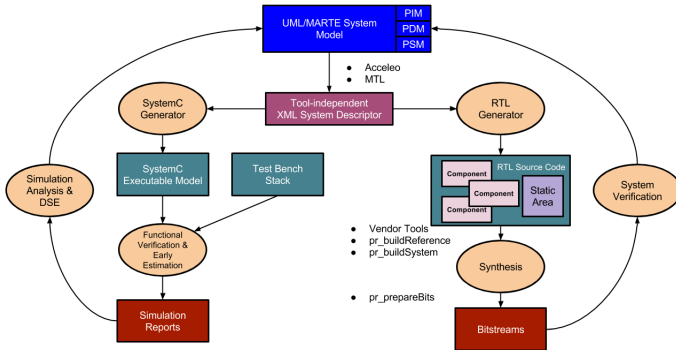 UML/MARTE System
Model
PIM
PDM
PSM
● Acceleo
● MTL
SystemC
Generator
Tool-independent
XML System Descriptor
RTL
Generator
SystemC
Executable Model
Test Bench
Stack
RTL Source Code
Component
Component
Component
Static
Area
Simulation
Analysis &
DSE
System
Verification
Functional
Verification &
Early
Estimation
● Vendor Tools
● pr_buildReference
● pr_buildSystem
Synthesis
● pr_prepareBits
Simulation
Reports
Bitstreams